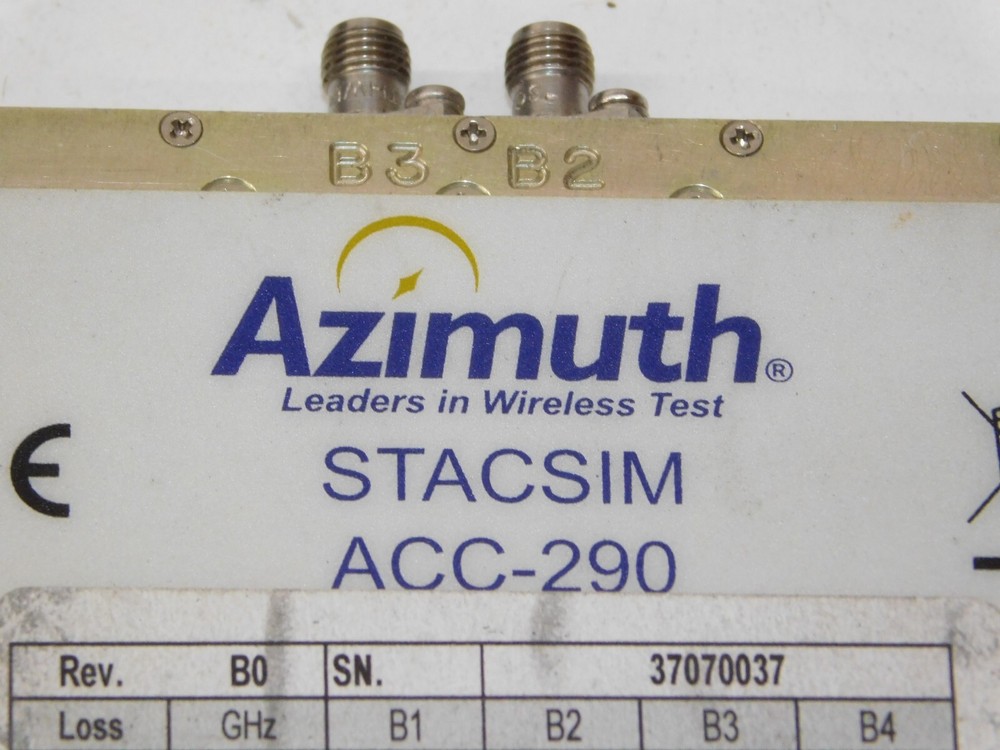 B3 B2
Azimuth®
Leaders in Wireless Test
STACSIM
ACC-290
Rev. B0 SN. 37070037
Loss GHz B1 B2 B3 B4